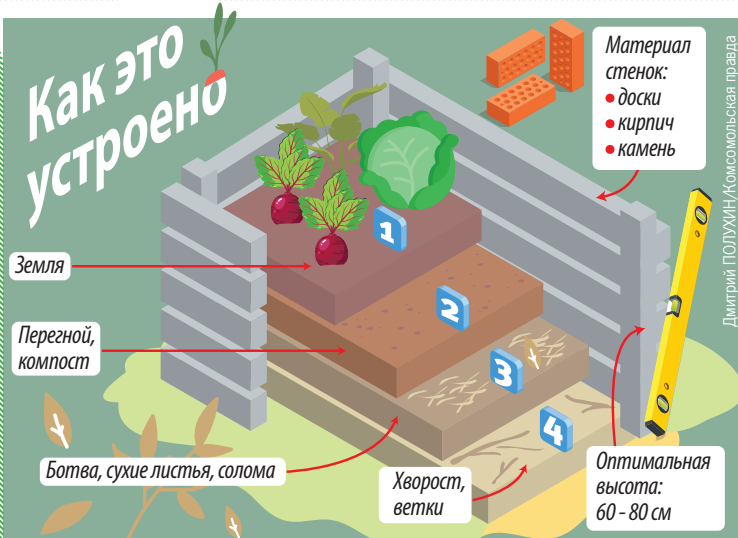 Как это
устроено
Материал
стенок:
• доски
• кирпич
• камень
Дмитрий ПОЛУХИН/Комсомольская правда
1
Земля
2
Перегной,
компост
3
4
Ботва, сухие листья, солома
Хворост,
ветки
Оптимальная
высота:
60 - 80 см